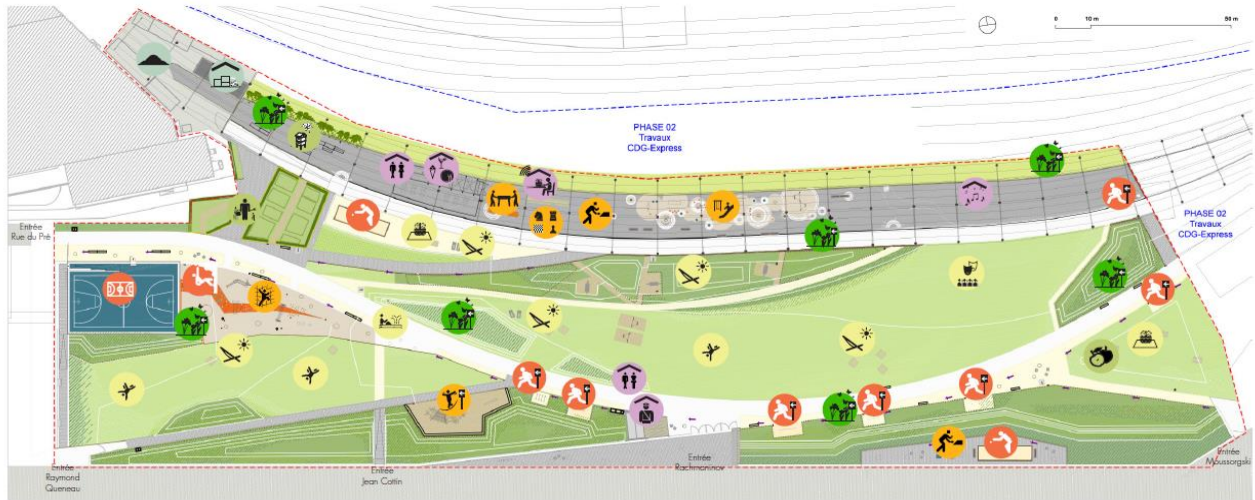 0 10 m 50 m
PHASE 02
Travaux
CDG-Express
PHASE 02
Travaux
CDG-Express
Entrée
Rue du Pré
Entrée
Raymond
Queneau
Entrée
Jean Cottin
Entrée
Rachmaninov
Entrée
Moussorgski